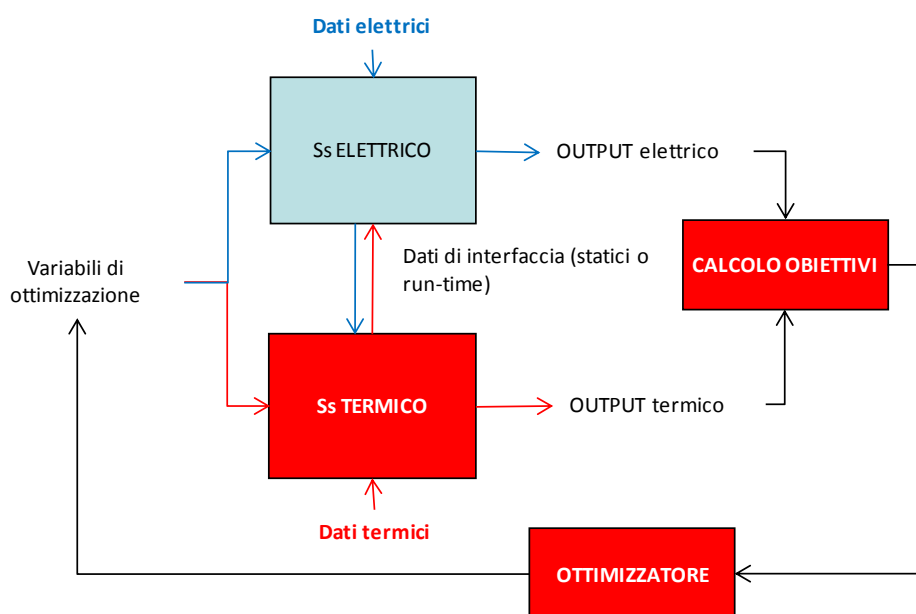 Dati elettrici
Ss ELETTRICO
OUTPUT elettrico
Dati di interfaccia (statici o
run-time)
CALCOLO OBIETTIVI
Variabili di
ottimizzazione
Ss TERMICO
OUTPUT termico
Dati termici
OTTIMIZZATORE